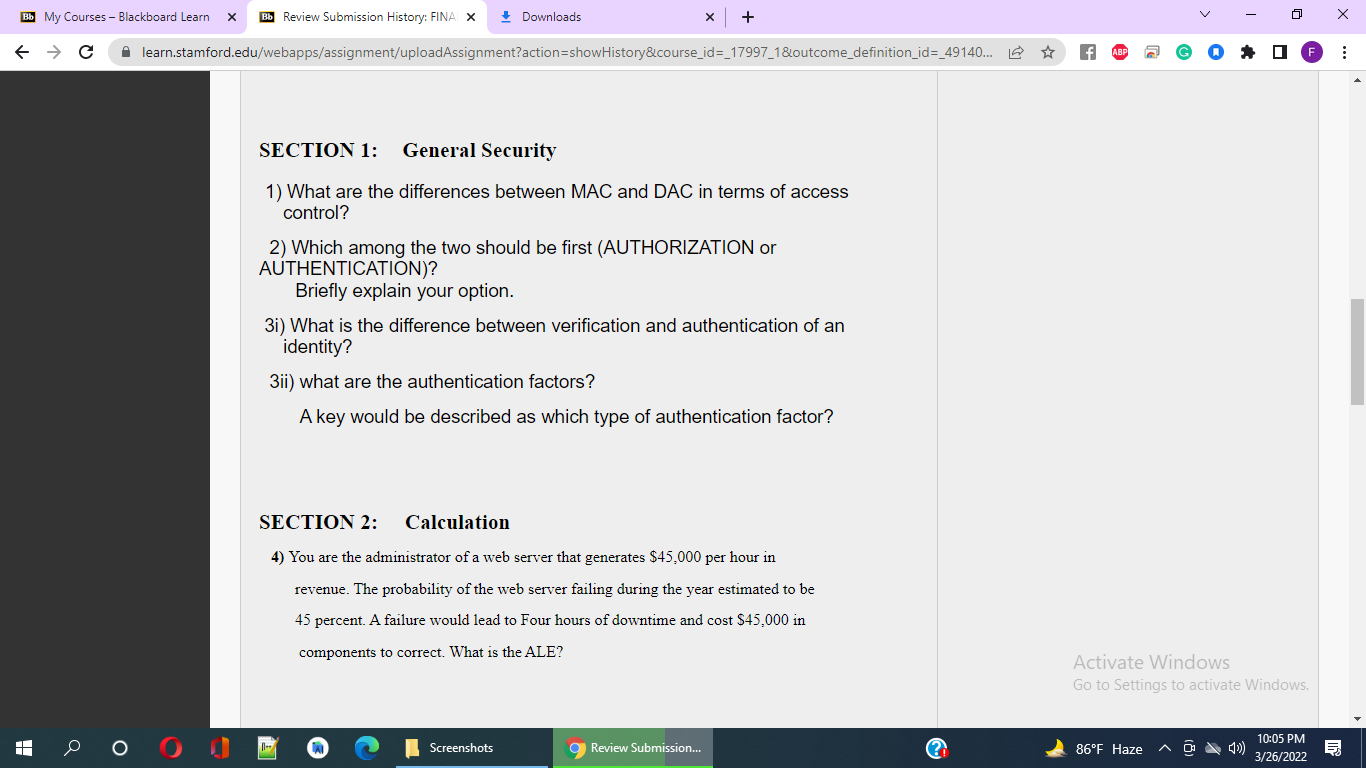 My Courses – Blackboard Learn
Review Submission History: FINA
Downloads
learn.stamford.edu/webapps/assignment/uploadAssignment?action=showHistory&course_id=_17997_1&outcome_definition_id=_49140...
SECTION 1: General Security
1) What are the differences between MAC and DAC in terms of access
control?
2) Which among the two should be first (AUTHORIZATION or
AUTHENTICATION)?
Briefly explain your option.
3i) What is the difference between verification and authentication of an
identity?
3ii) what are the authentication factors?
A key would be described as which type of authentication factor?
SECTION 2: Calculation
4) You are the administrator of a web server that generates $45,000 per hour in
revenue. The probability of the web server failing during the year estimated to be
45 percent. A failure would lead to Four hours of downtime and cost $45,000 in
components to correct. What is the ALE?
Activate Windows
Go to Settings to activate Windows.
Screenshots
Review Submission...
86°F Haze
10:05 PM
3/26/2022